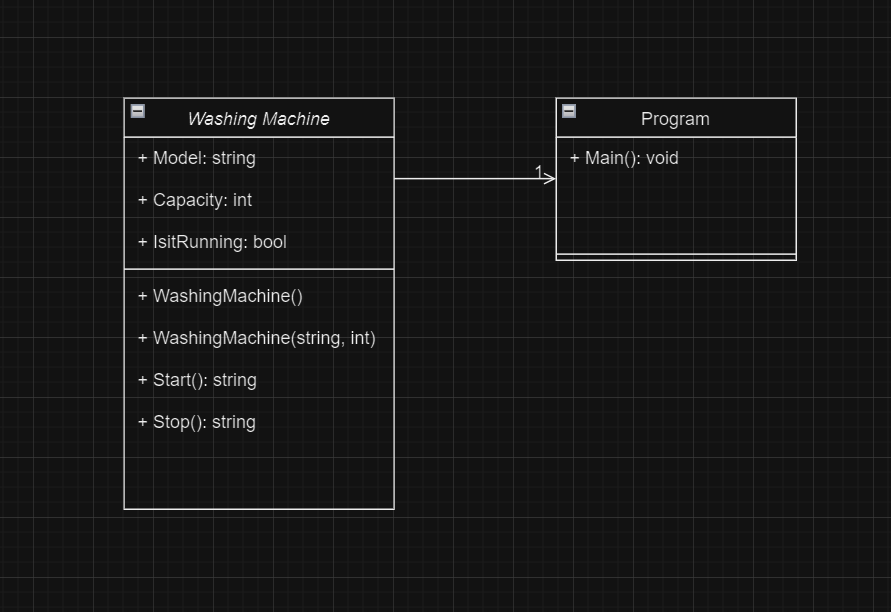 Washing Machine
+ Model: string
+ Capacity: int
+ IsitRunning: bool
+ WashingMachine()
+ WashingMachine(string, int)
+ Start(): string
+ Stop(): string
1
Program
+ Main(): void